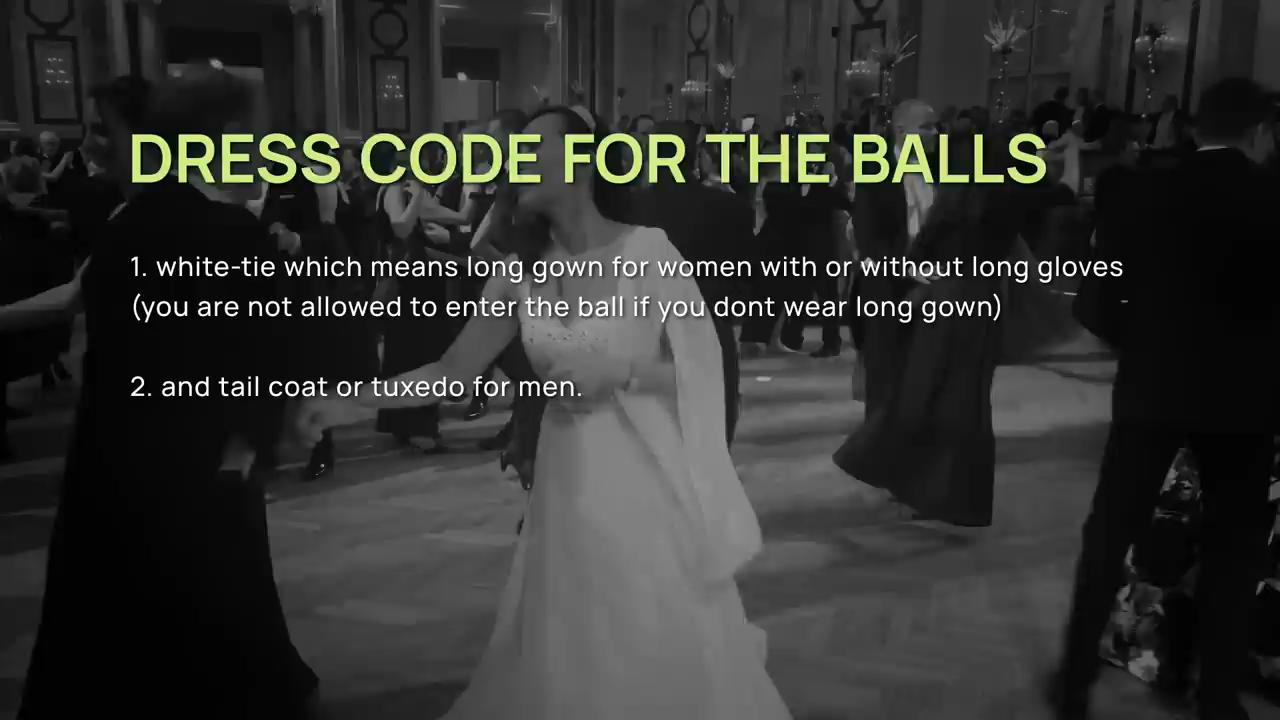 DRESS CODE FOR THE BALLS
1. white-tie which means long gown for women with or without long gloves
(you are not allowed to enter the ball if you dont wear long gown)
2. and tail coat or tuxedo for men.